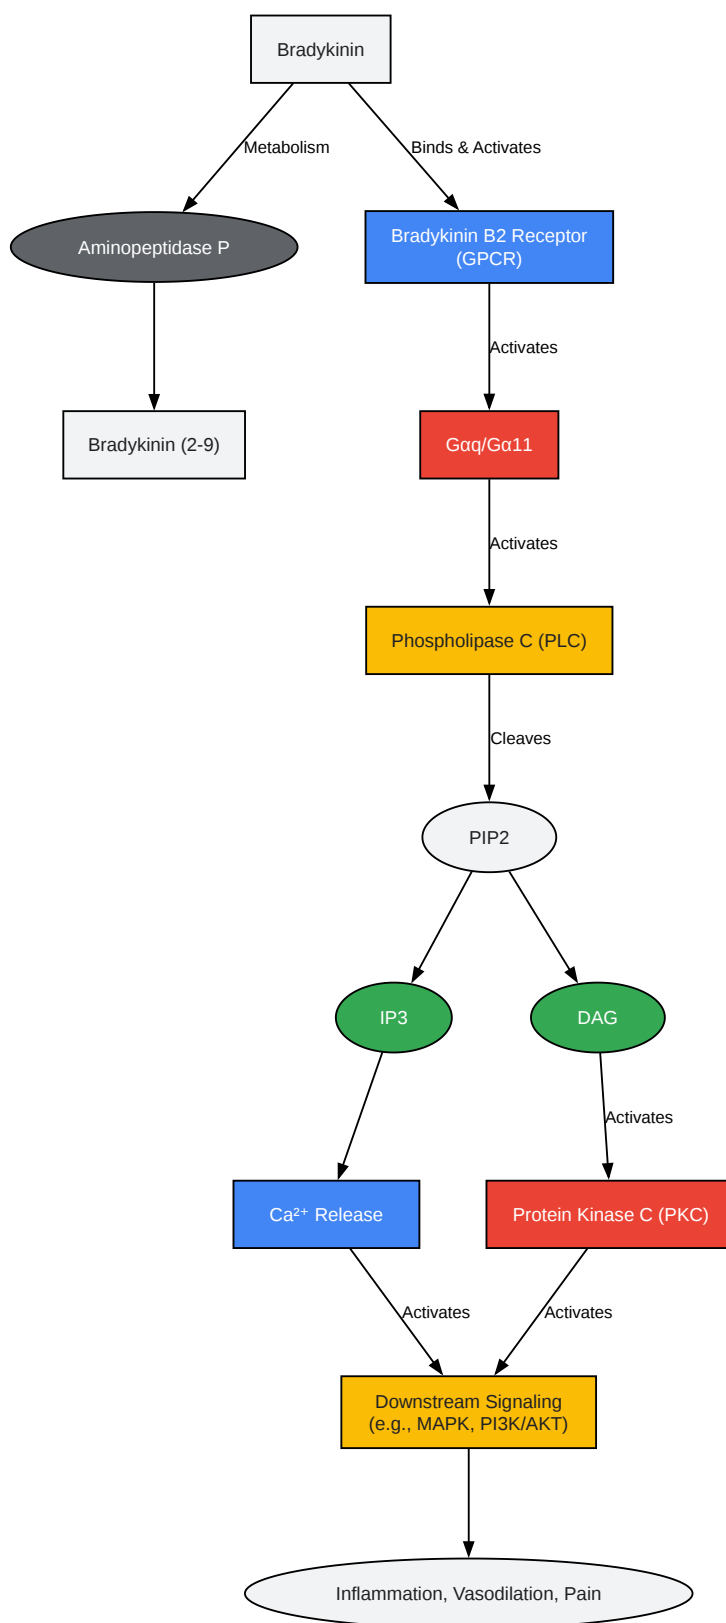 Bradykinin
Metabolism
Binds & Activates
Aminopeptidase P
Bradykinin B2 Receptor
(GPCR)
Activates
Bradykinin (2-9)
Gαq/Gα11
Activates
Phospholipase C (PLC)
Cleaves
PIP2
IP3
DAG
Activates
Ca²⁺ Release
Protein Kinase C (PKC)
Activates
Activates
Downstream Signaling
(e.g., MAPK, PI3K/AKT)
Inflammation, Vasodilation, Pain